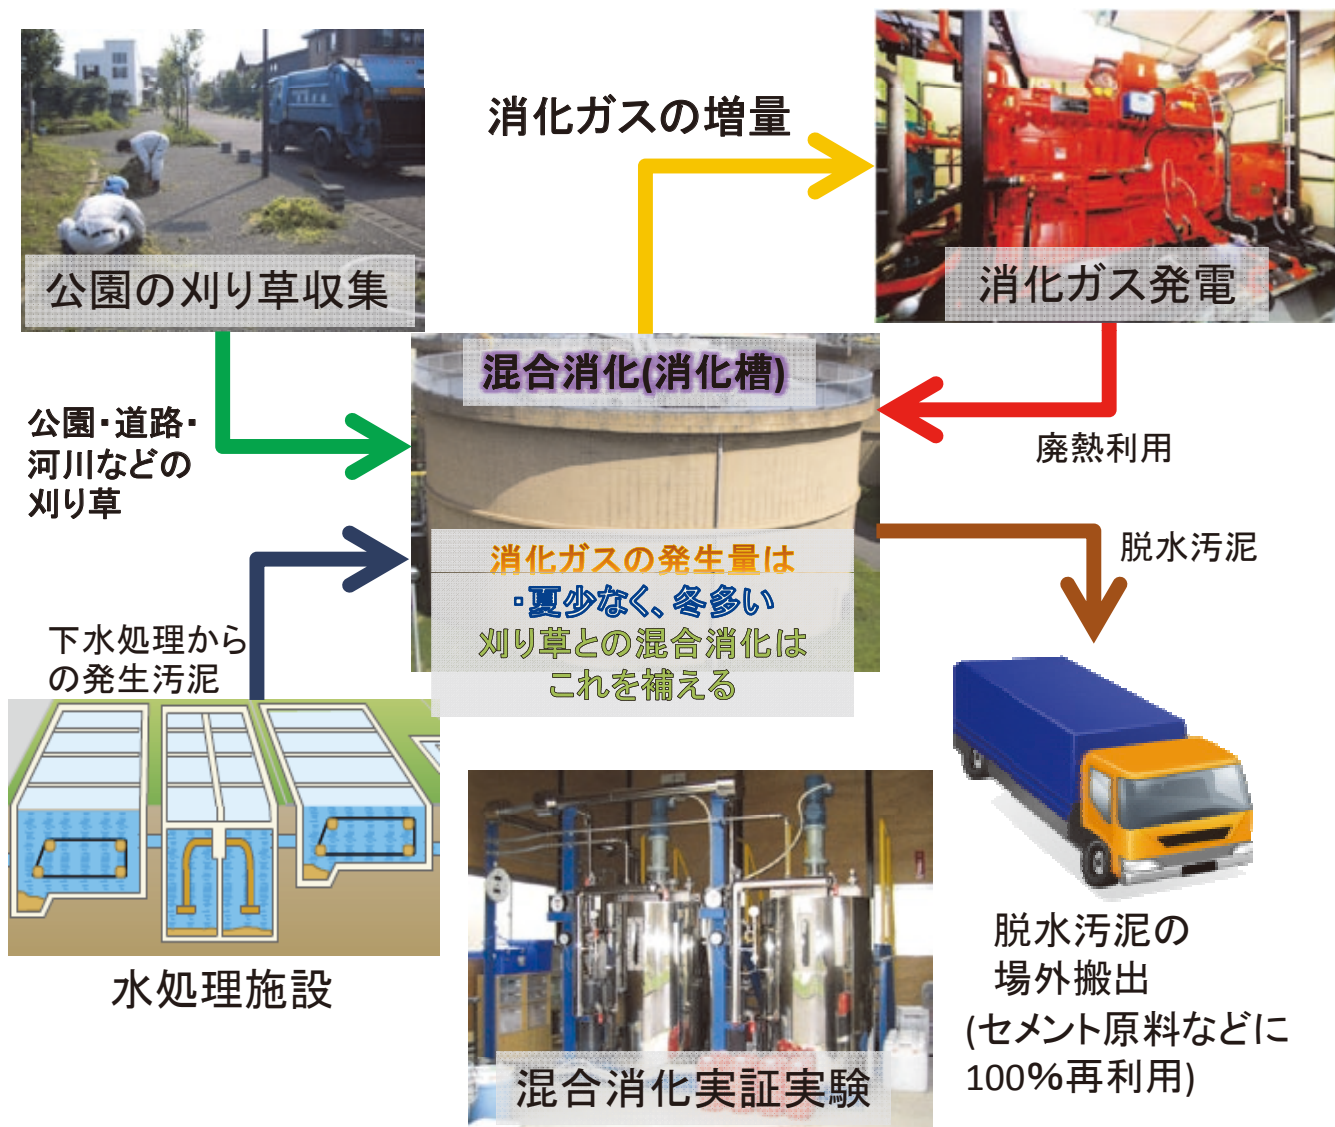 消化ガスの増量
公園の刈り草収集
消化ガス発電
混合消化(消化槽)
公園・道路・
河川などの
刈り草
廃熱利用
脱水汚泥
消化ガスの発生量は
・夏少なく、冬多い
刈り草との混合消化は
これを補える
下水処理から
の発生汚泥
水処理施設
混合消化実証実験
脱水汚泥の
場外搬出
(セメント原料などに
100%再利用)